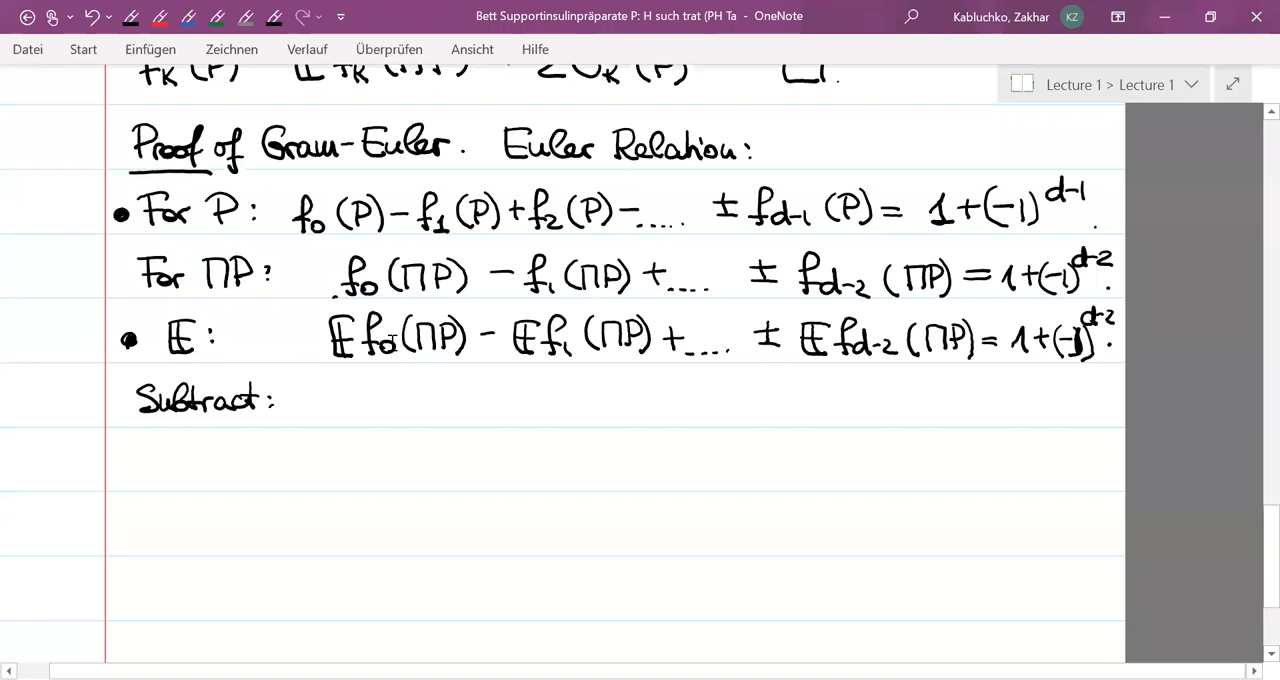 Bett Supportinsulinpräparate P: H such trat (PH Ta - OneNote
Kabluchko, Zakhar KZ
Datei Start Einfügen Zeichnen Verlauf Überprüfen Ansicht Hilfe
Lecture 1 > Lecture 1
Proof of Gram-Euler. Euler Relation:
• For P: f₀(P) - f₁(P) + f₂(P) - .... ± f_{d-1}(P) = 1+(-1)^{d-1}.
For ΠP: f₀(ΠP) - f₁(ΠP) + .... ± f_{d-2}(ΠP) = 1+(-1)^{d-2}.
• 𝔼: 𝔼f₀(ΠP) - 𝔼f₁(ΠP) + .... ± 𝔼f_{d-2}(ΠP) = 1+(-1)^{d-2}.
Subtract: